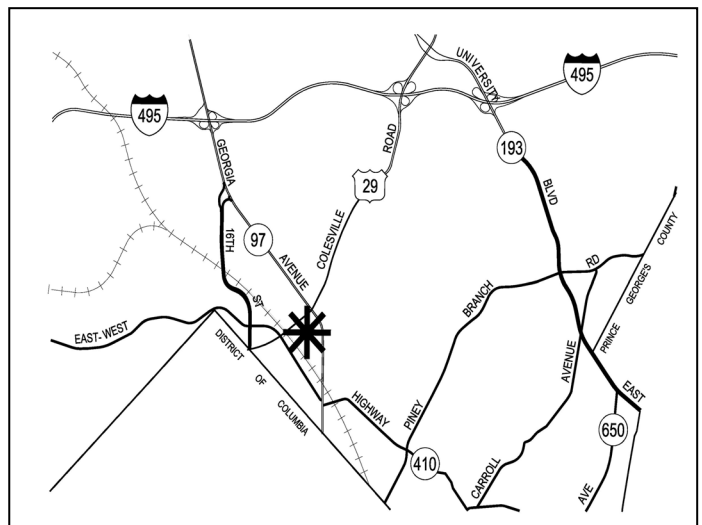 UNIVERSITY
495
495
193
ROAD
GEORGIA
29
BLVD
97
16TH
AVENUE
COLESVILLE
COUNTY
GEORGE'S
PRINCE
RD
BRANCH
ST
EAST-WEST
DISTRICT
OF
COLUMBIA
HIGHWAY
PINEY
AVENUE
EAST
650
410
CARROLL
AVE